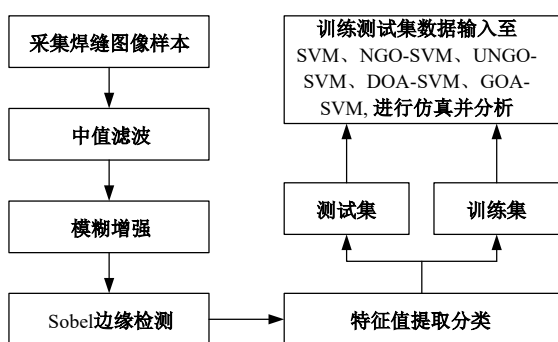 采集焊缝图像样本
中值滤波
模糊增强
Sobel边缘检测
特征值提取分类
测试集
训练集
训练测试集数据输入至
SVM、NGO-SVM、UNGO-
SVM、DOA-SVM、GOA-
SVM, 进行仿真并分析